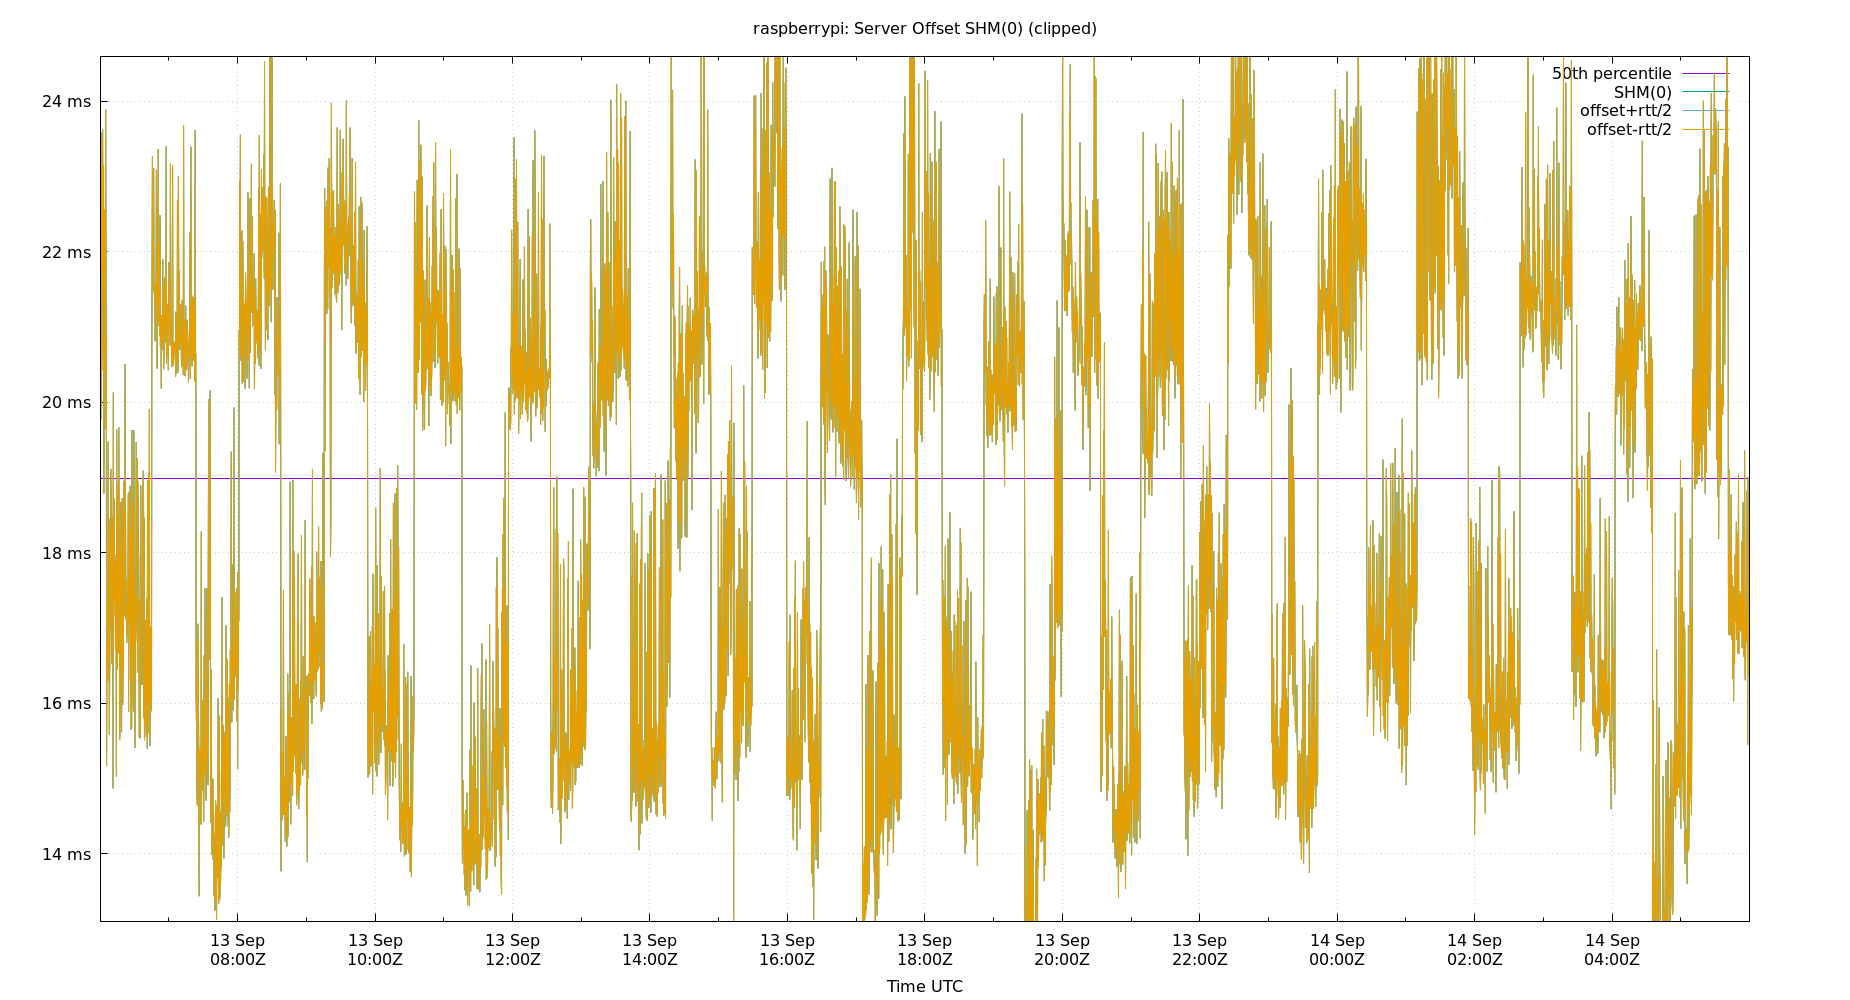 raspberrypi: Server Offset SHM(0) (clipped)
50th percentile
SHM(0)
offset+rtt/2
offset-rtt/2
24 ms
22 ms
20 ms
18 ms
16 ms
14 ms
13 Sep 13 Sep 13 Sep 13 Sep 13 Sep 13 Sep 13 Sep 13 Sep 14 Sep 14 Sep 14 Sep
08:00Z 10:00Z 12:00Z 14:00Z 16:00Z 18:00Z 20:00Z 22:00Z 00:00Z 02:00Z 04:00Z
Time UTC